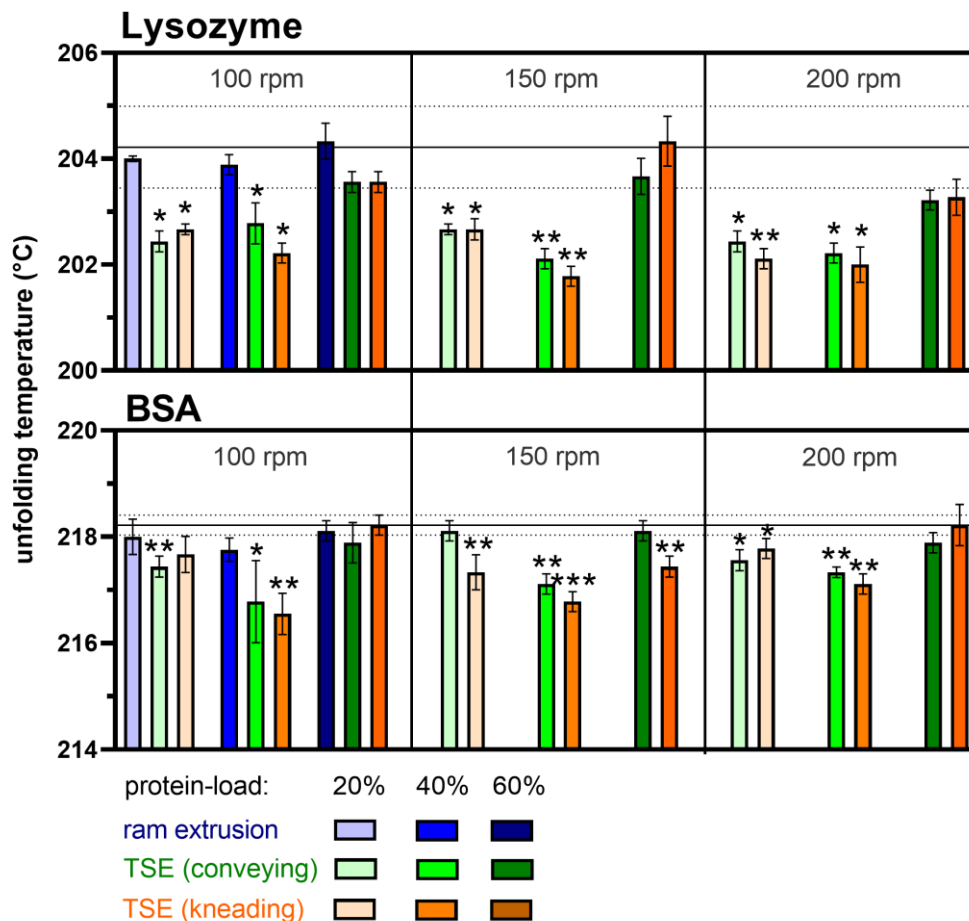 Lysozyme
206
100 rpm
150 rpm
200 rpm
204
* * * * * * ** ** * ** * *
202
200
unfolding temperature (°C)
BSA
220
100 rpm
150 rpm
200 rpm
218
** * ** ** ** *** ** * * ** **
216
214
protein-load: 20% 40% 60%
ram extrusion
TSE (conveying)
TSE (kneading)